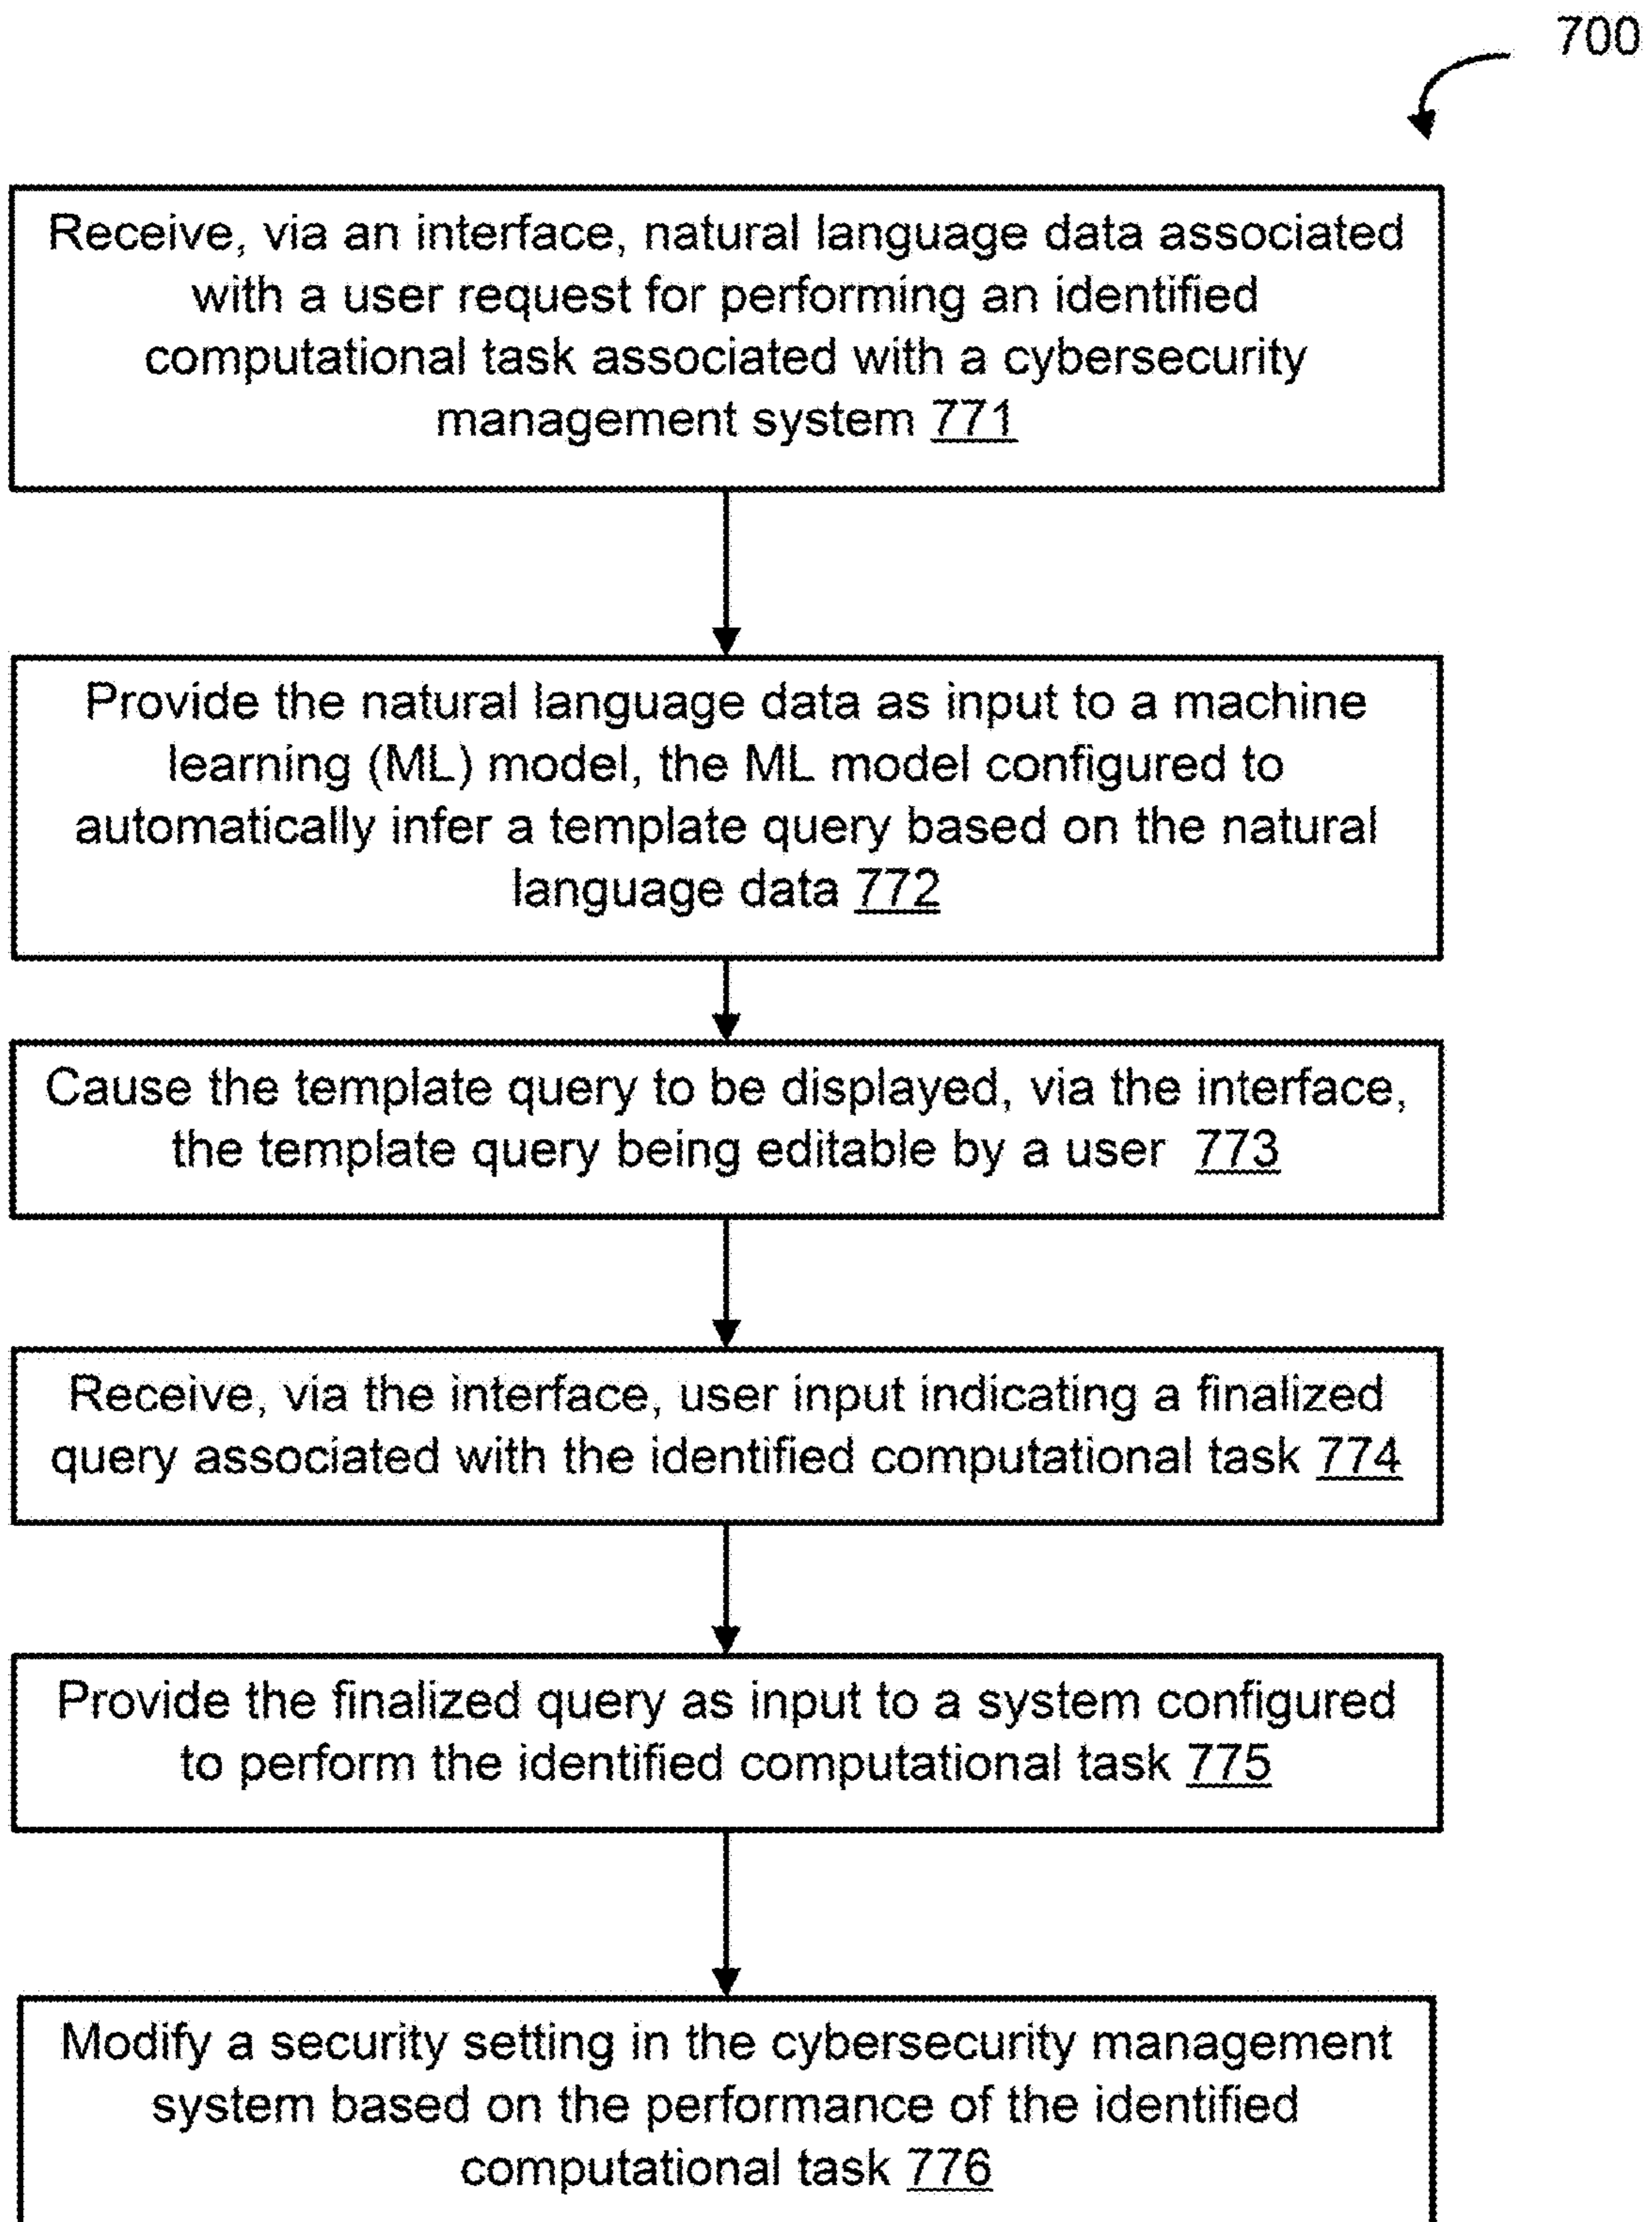 700
Receive, via an interface, natural language data associated
with a user request for performing an identified
computational task associated with a cybersecurity
management system 771
Provide the natural language data as input to a machine
learning (ML) model, the ML model configured to
automatically infer a template query based on the natural
language data 772
Cause the template query to be displayed, via the interface,
the template query being editable by a user 773
Receive, via the interface, user input indicating a finalized
query associated with the identified computational task 774
Provide the finalized query as input to a system configured
to perform the identified computational task 775
Modify a security setting in the cybersecurity management
system based on the performance of the identified
computational task 776